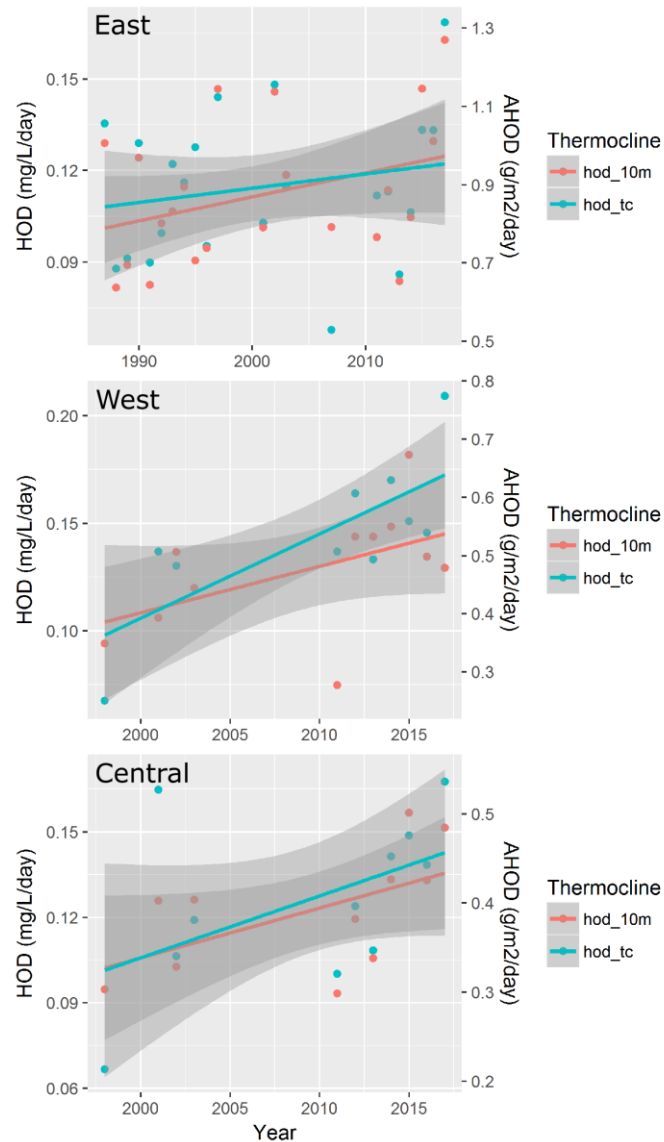 East
HOD (mg/L/day)
0.15
0.12
0.09
1.3
1.1
0.9
0.7
0.5
AHOD (g/m2/day)
1990
2000
2010
Thermocline
hod_10m
hod_tc
West
HOD (mg/L/day)
0.20
0.15
0.10
0.8
0.7
0.6
0.5
0.4
0.3
AHOD (g/m2/day)
2000
2005
2010
2015
Thermocline
hod_10m
hod_tc
Central
HOD (mg/L/day)
0.15
0.12
0.09
0.06
0.5
0.4
0.3
0.2
AHOD (g/m2/day)
2000
2005
2010
2015
Year
Thermocline
hod_10m
hod_tc